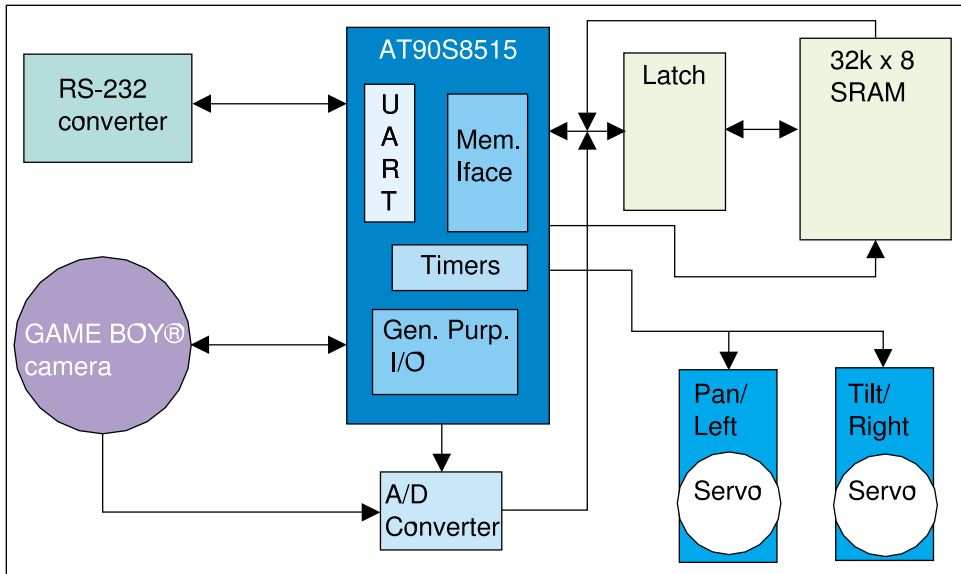 AT90S8515
RS-232
converter
U
A
R
T
Mem.
Iface
Latch
32k x 8
SRAM
Timers
GAME BOY®
camera
Gen. Purp.
I/O
A/D
Converter
Pan/
Left
Servo
Tilt/
Right
Servo